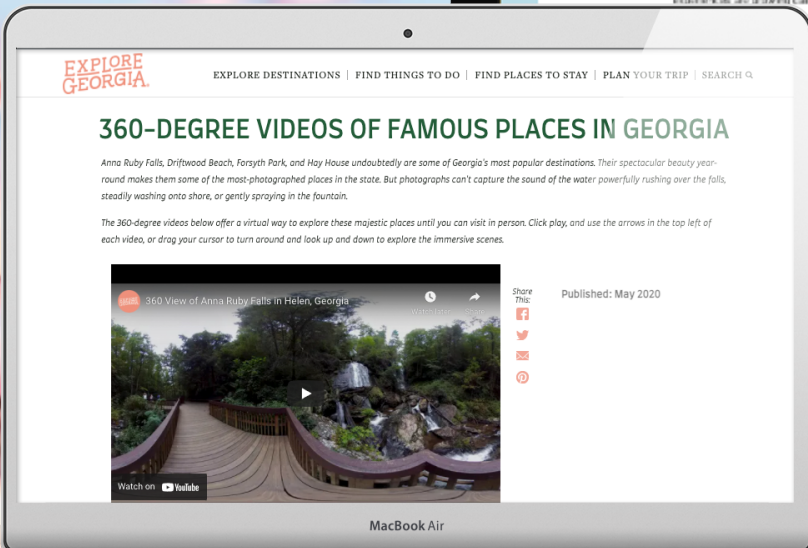 EXPLORE
GEORGIA.
EXPLORE DESTINATIONS | FIND THINGS TO DO | FIND PLACES TO STAY | PLAN YOUR TRIP | SEARCH
360-DEGREE VIDEOS OF FAMOUS PLACES IN GEORGIA
Anna Ruby Falls, Driftwood Beach, Forsyth Park, and Hay House undoubtedly are some of Georgia's most popular destinations. Their spectacular beauty year-
round makes them some of the most-photographed places in the state. But photographs can't capture the sound of the water powerfully rushing over the falls,
steadily washing onto shore, or gently spraying in the fountain.
The 360-degree videos below offer a virtual way to explore these majestic places until you can visit in person. Click play, and use the arrows in the top left of
each video, or drag your cursor to turn around and look up and down to explore the immersive scenes.
360 View of Anna Ruby Falls in Helen, Georgia
Watch later
Share
Share
This:
Published: May 2020
Watch on YouTube
MacBook Air